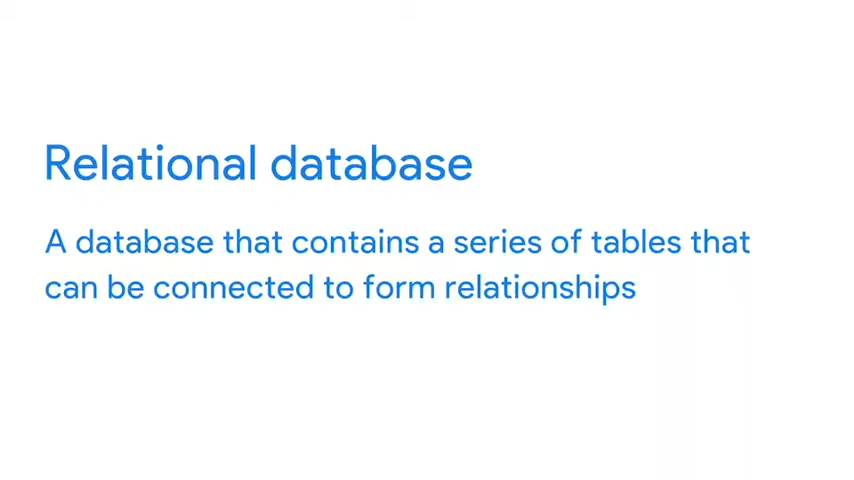 Relational database
A database that contains a series of tables that
can be connected to form relationships